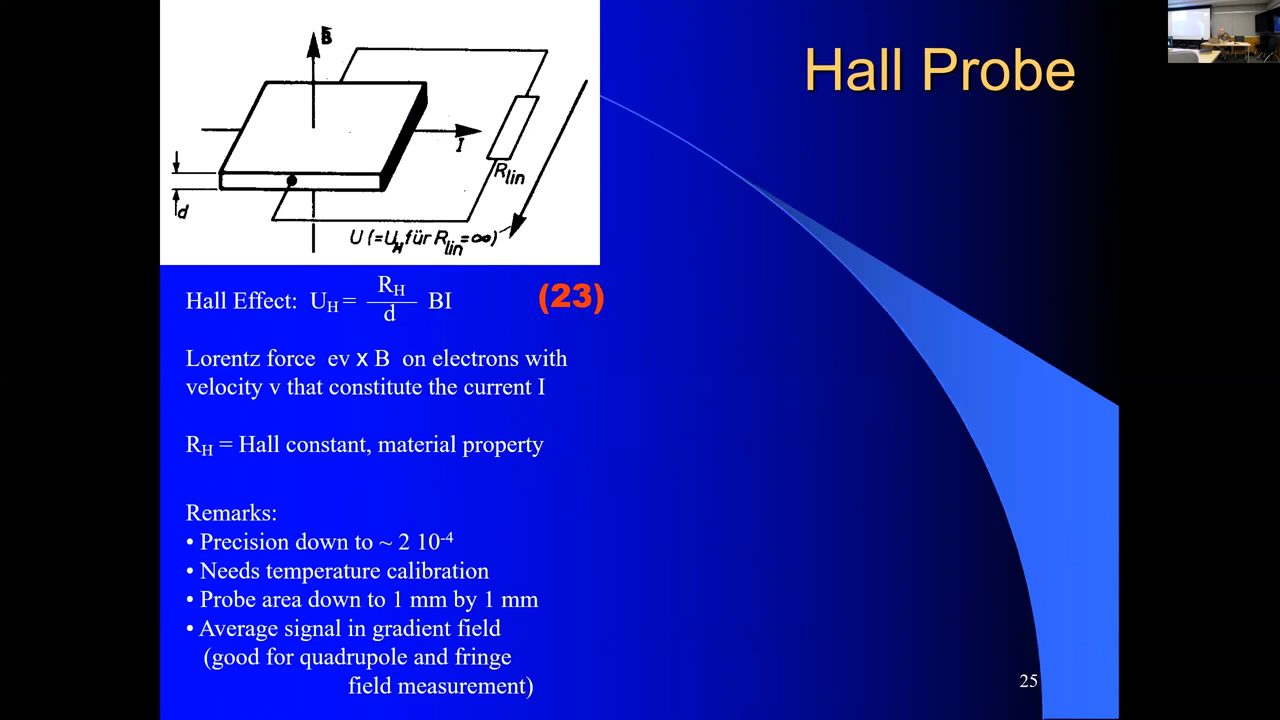 Hall Probe
B
I
R_lin
d
U (=U_H für R_lin=∞)
Hall Effect: U_H = R_H/d BI (23)
Lorentz force ev x B on electrons with
velocity v that constitute the current I
R_H = Hall constant, material property
Remarks:
• Precision down to ~ 2 10^-4
• Needs temperature calibration
• Probe area down to 1 mm by 1 mm
• Average signal in gradient field
(good for quadrupole and fringe
field measurement)
25